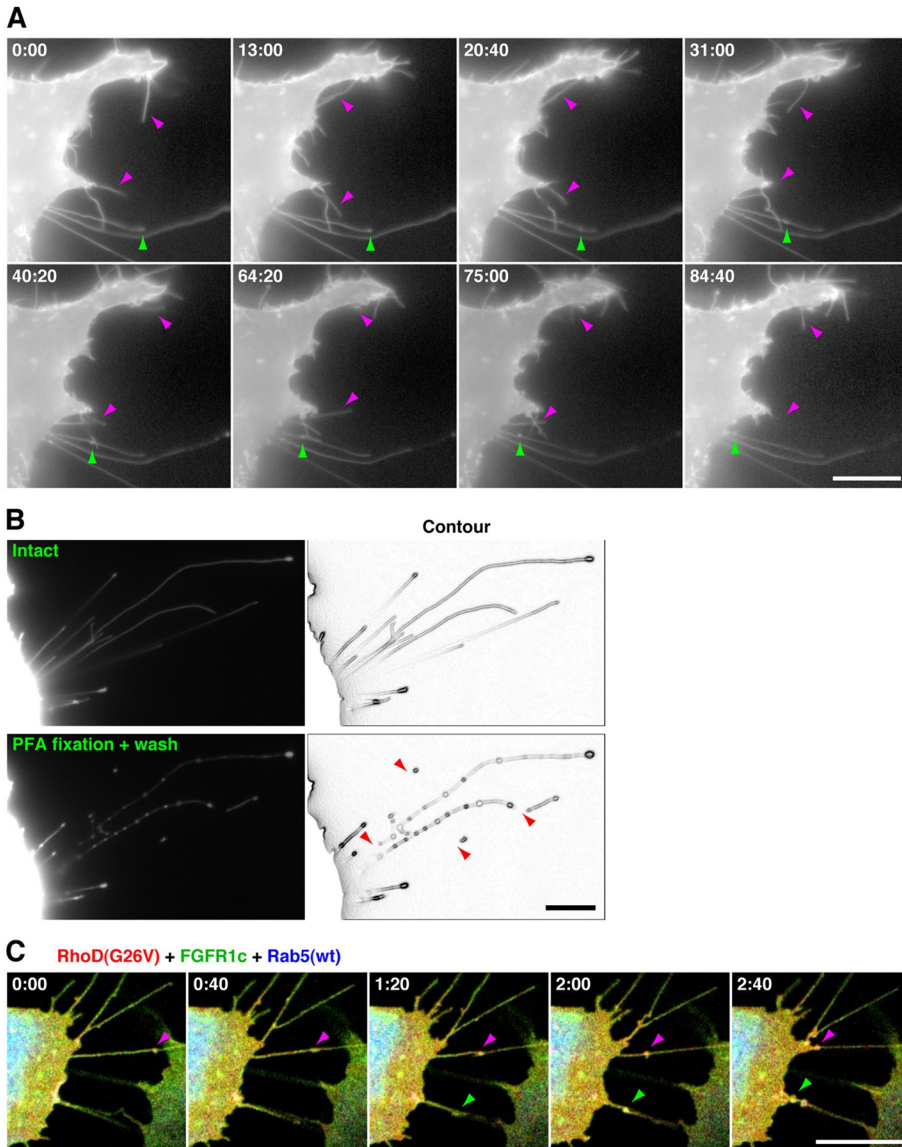 A
0:00 13:00 20:40 31:00
40:20 64:20 75:00 84:40
B
Contour
Intact
PFA fixation + wash
C RhoD(G26V) + FGFR1c + Rab5(wt)
0:00 0:40 1:20 2:00 2:40